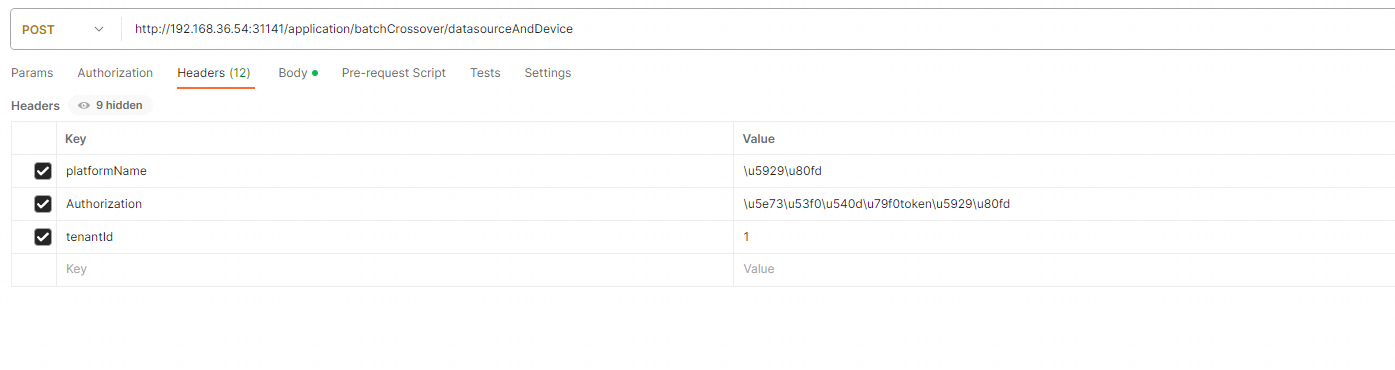 POST http://192.168.36.54:31141/application/batchCrossover/datasourceAndDevice
Params Authorization Headers (12) Body Pre-request Script Tests Settings
Headers 9 hidden
Key Value
platformName \u5929\u80fd
Authorization \u5e73\u53f0\u540d\u79f0token\u5929\u80fd
tenantId 1
Key Value